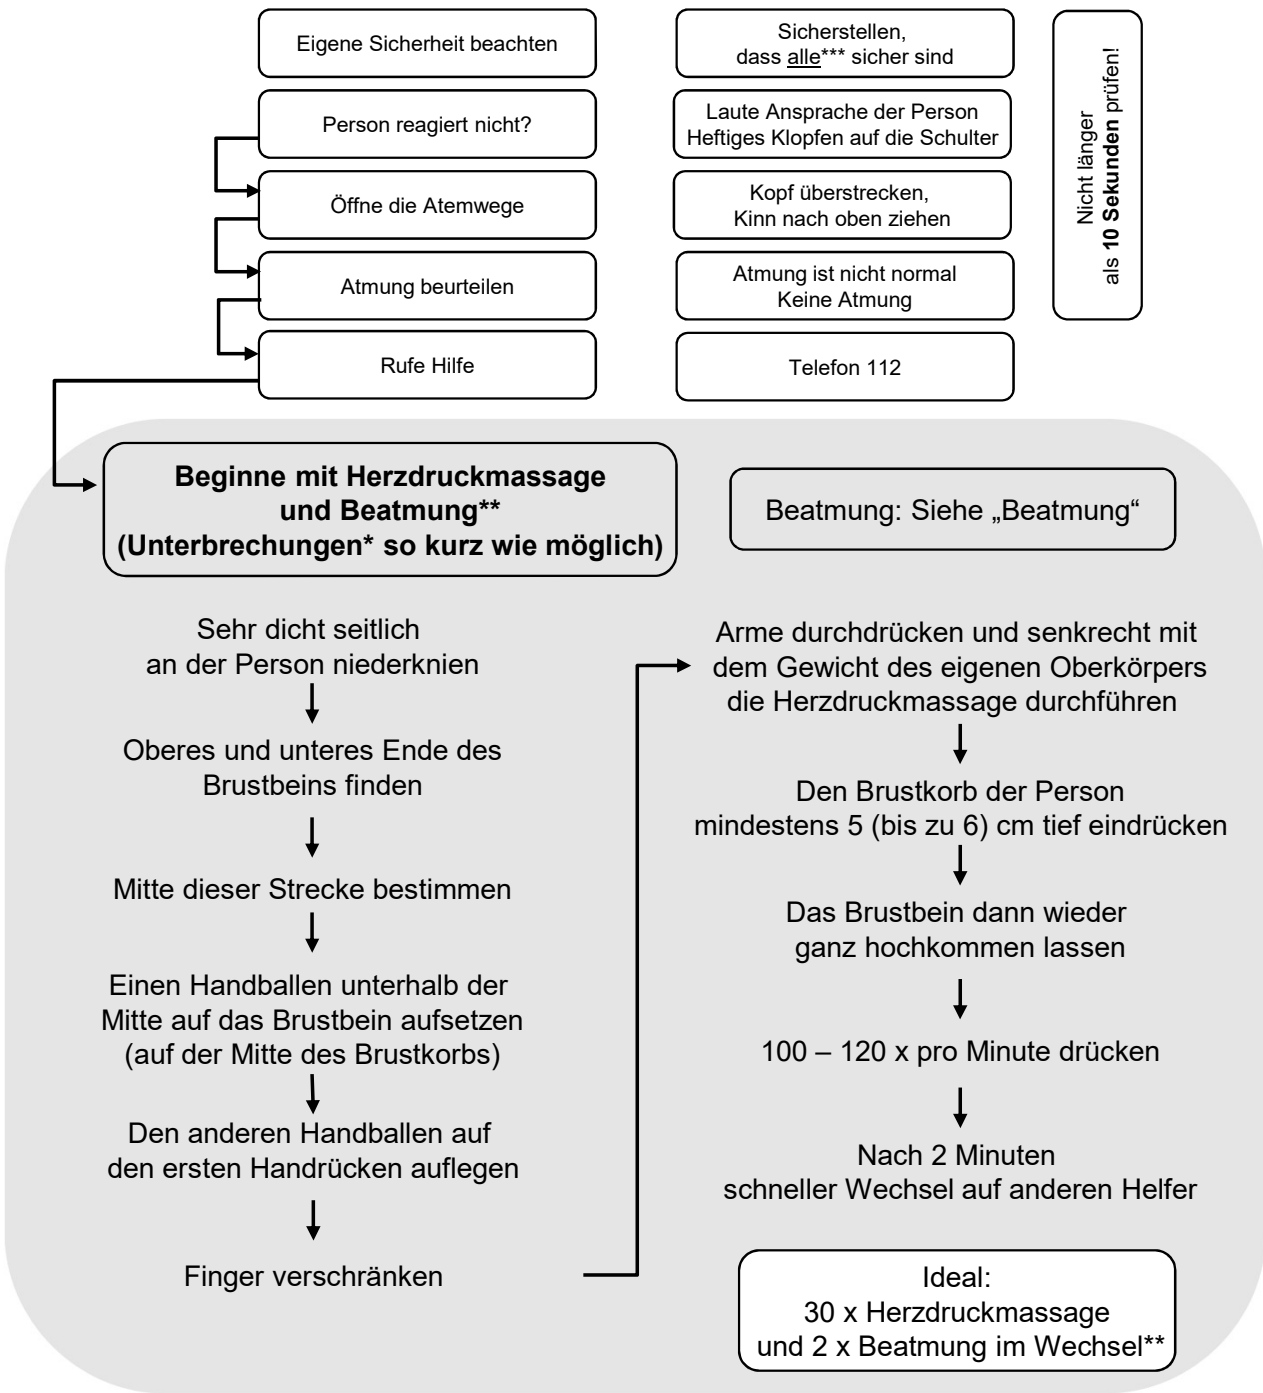 Eigene Sicherheit beachten
Sicherstellen,
dass alle*** sicher sind
Person reagiert nicht?
Laute Ansprache der Person
Heftiges Klopfen auf die Schulter
Öffne die Atemwege
Kopf überstrecken,
Kinn nach oben ziehen
Atmung beurteilen
Atmung ist nicht normal
Keine Atmung
Rufe Hilfe
Telefon 112
Nicht länger
als 10 Sekunden prüfen!
Beginne mit Herzdruckmassage
und Beatmung**
(Unterbrechungen* so kurz wie möglich)
Beatmung: Siehe „Beatmung“
Sehr dicht seitlich
an der Person niederknien
Oberes und unteres Ende des
Brustbeins finden
Mitte dieser Strecke bestimmen
Einen Handballen unterhalb der
Mitte auf das Brustbein aufsetzen
(auf der Mitte des Brustkorbs)
Den anderen Handballen auf
den ersten Handrücken auflegen
Finger verschränken
Arme durchdrücken und senkrecht mit
dem Gewicht des eigenen Oberkörpers
die Herzdruckmassage durchführen
Den Brustkorb der Person
mindestens 5 (bis zu 6) cm tief eindrücken
Das Brustbein dann wieder
ganz hochkommen lassen
100 – 120 x pro Minute drücken
Nach 2 Minuten
schneller Wechsel auf anderen Helfer
Ideal:
30 x Herzdruckmassage
und 2 x Beatmung im Wechsel**